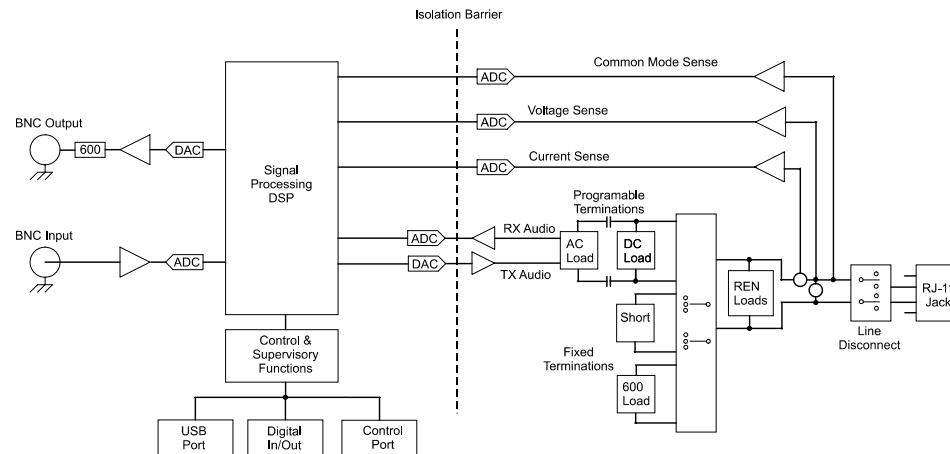 Isolation Barrier
Common Mode Sense
ADC
BNC Output
Voltage Sense
ADC
600
DAC
Signal
Processing
DSP
Current Sense
ADC
Programable
Terminations
BNC Input
ADC
RX Audio
ADC
AC
Load
DC
Load
DAC
TX Audio
REN
Loads
RJ-11
Jack
Short
Line
Disconnect
Control &
Supervisory
Functions
Fixed
Terminations
600
Load
USB
Port
Digital
In/Out
Control
Port